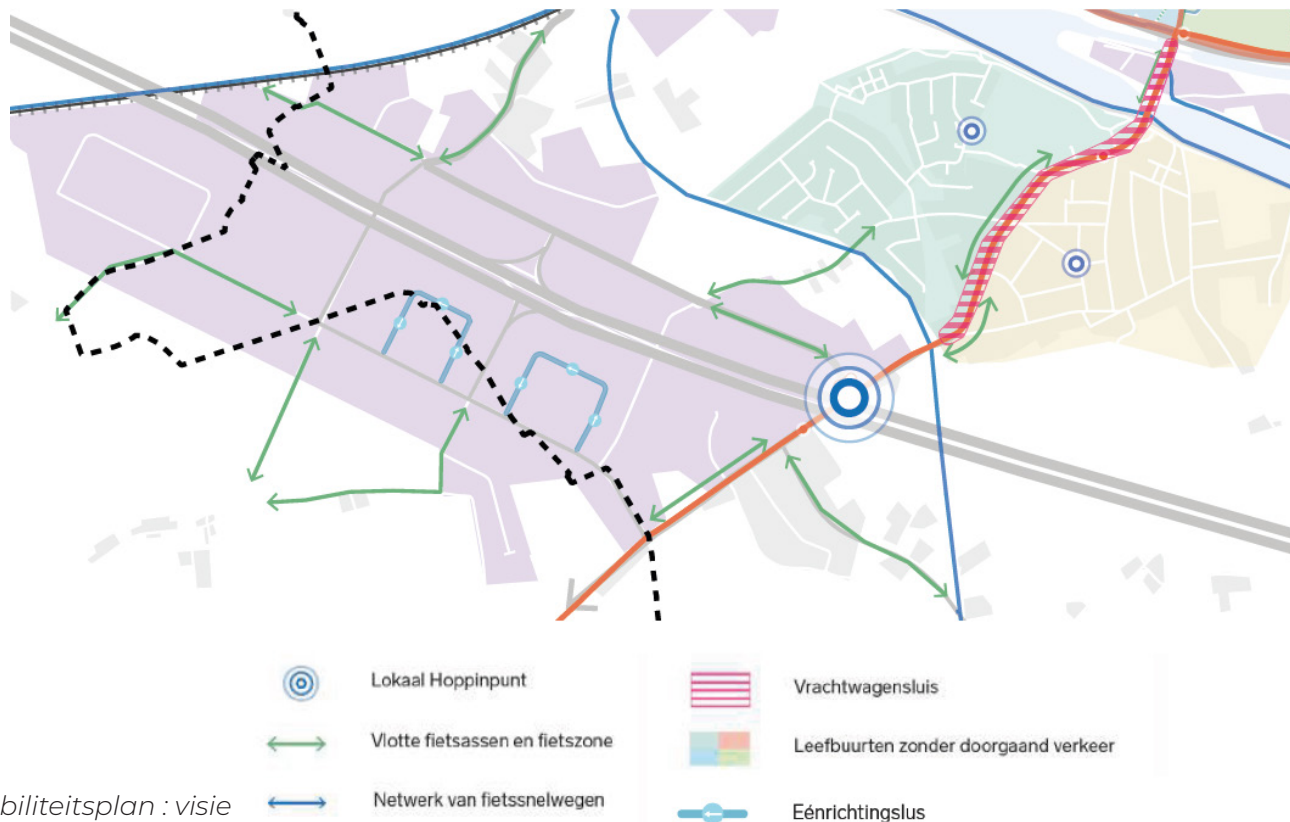 Lokaal Hoppinpunt
Vlotte fietsassen en fietszone
Netwerk van fietssnelwegen
Vrachtwagensluis
Leefbuurten zonder doorgaand verkeer
Eénrichtingslus
biliteitsplan : visie